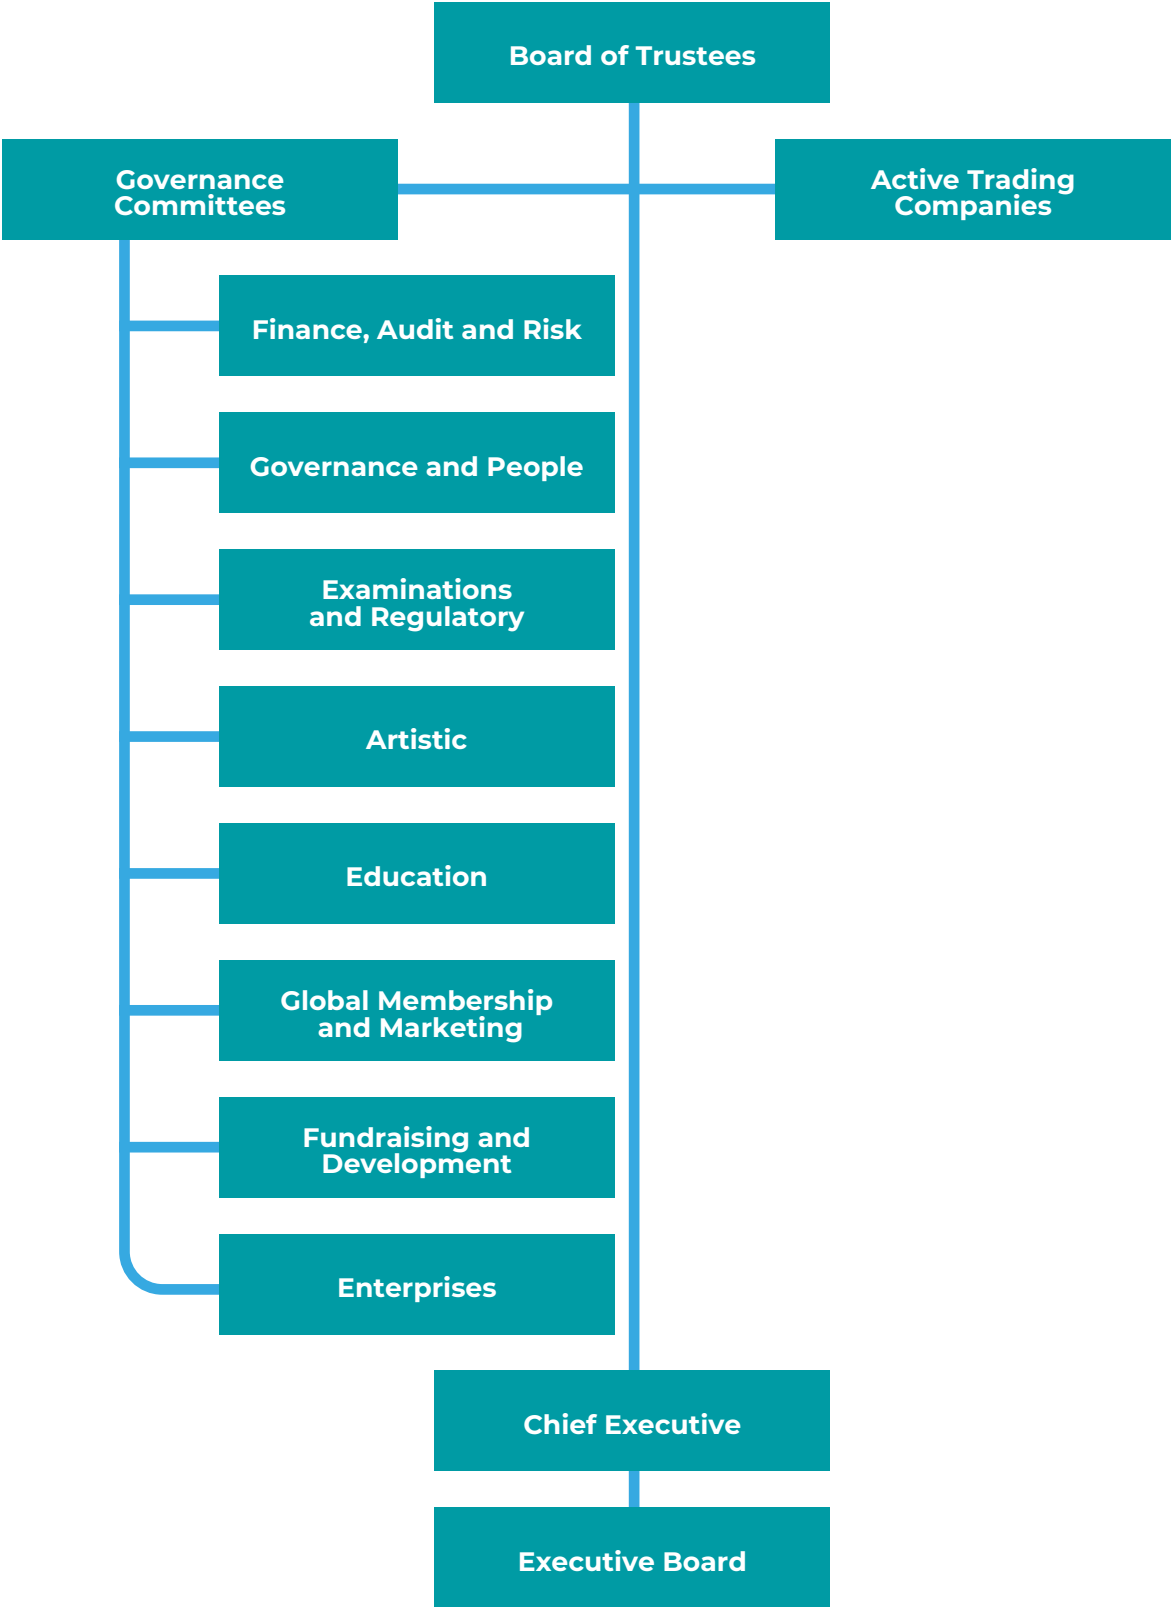 Board of Trustees
Governance
Committees
Active Trading
Companies
Finance, Audit and Risk
Governance and People
Examinations
and Regulatory
Artistic
Education
Global Membership
and Marketing
Fundraising and
Development
Enterprises
Chief Executive
Executive Board